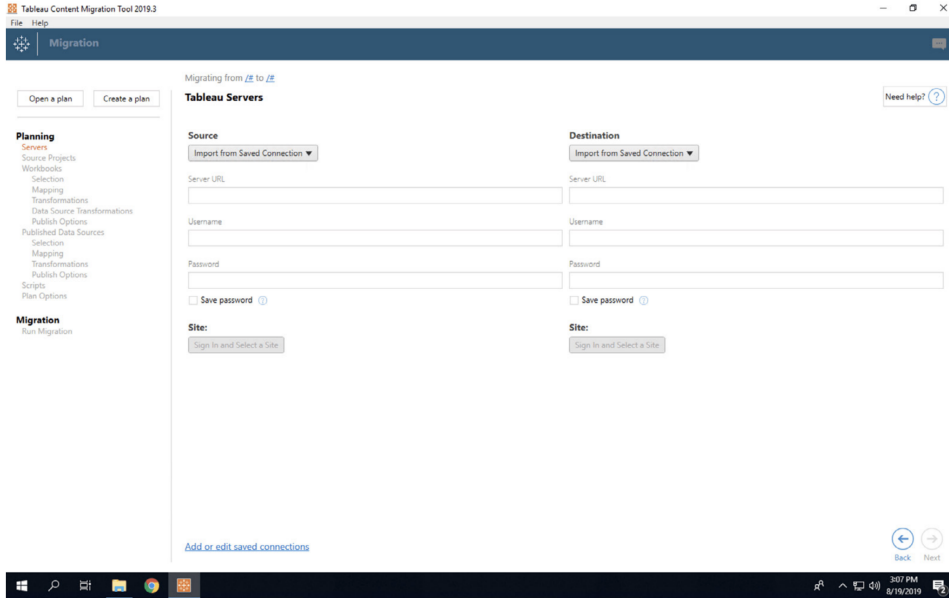 Tableau Content Migration Tool 2019.3
File Help
Migration
Migrating from /# to /#
Open a plan Create a plan
Tableau Servers
Need help? ?
Planning
Servers
Source Projects
Workbooks
Selection
Mapping
Transformations
Data Source Transformations
Publish Options
Published Data Sources
Selection
Mapping
Transformations
Publish Options
Scripts
Plan Options
Migration
Run Migration
Source
Import from Saved Connection ▼
Server URL
Username
Password
Save password ?
Site:
Sign In and Select a Site
Destination
Import from Saved Connection ▼
Server URL
Username
Password
Save password ?
Site:
Sign In and Select a Site
Add or edit saved connections
Back Next
3:07 PM
8/19/2019
2